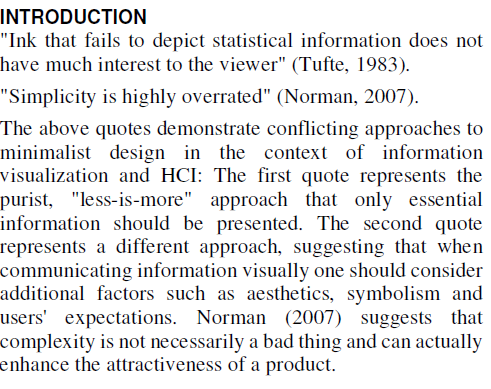 INTRODUCTION
"Ink that fails to depict statistical information does not
have much interest to the viewer" (Tufte, 1983).
"Simplicity is highly overrated" (Norman, 2007).
The above quotes demonstrate conflicting approaches to
minimalist design in the context of information
visualization and HCI: The first quote represents the
purist, "less-is-more" approach that only essential
information should be presented. The second quote
represents a different approach, suggesting that when
communicating information visually one should consider
additional factors such as aesthetics, symbolism and
users' expectations. Norman (2007) suggests that
complexity is not necessarily a bad thing and can actually
enhance the attractiveness of a product.